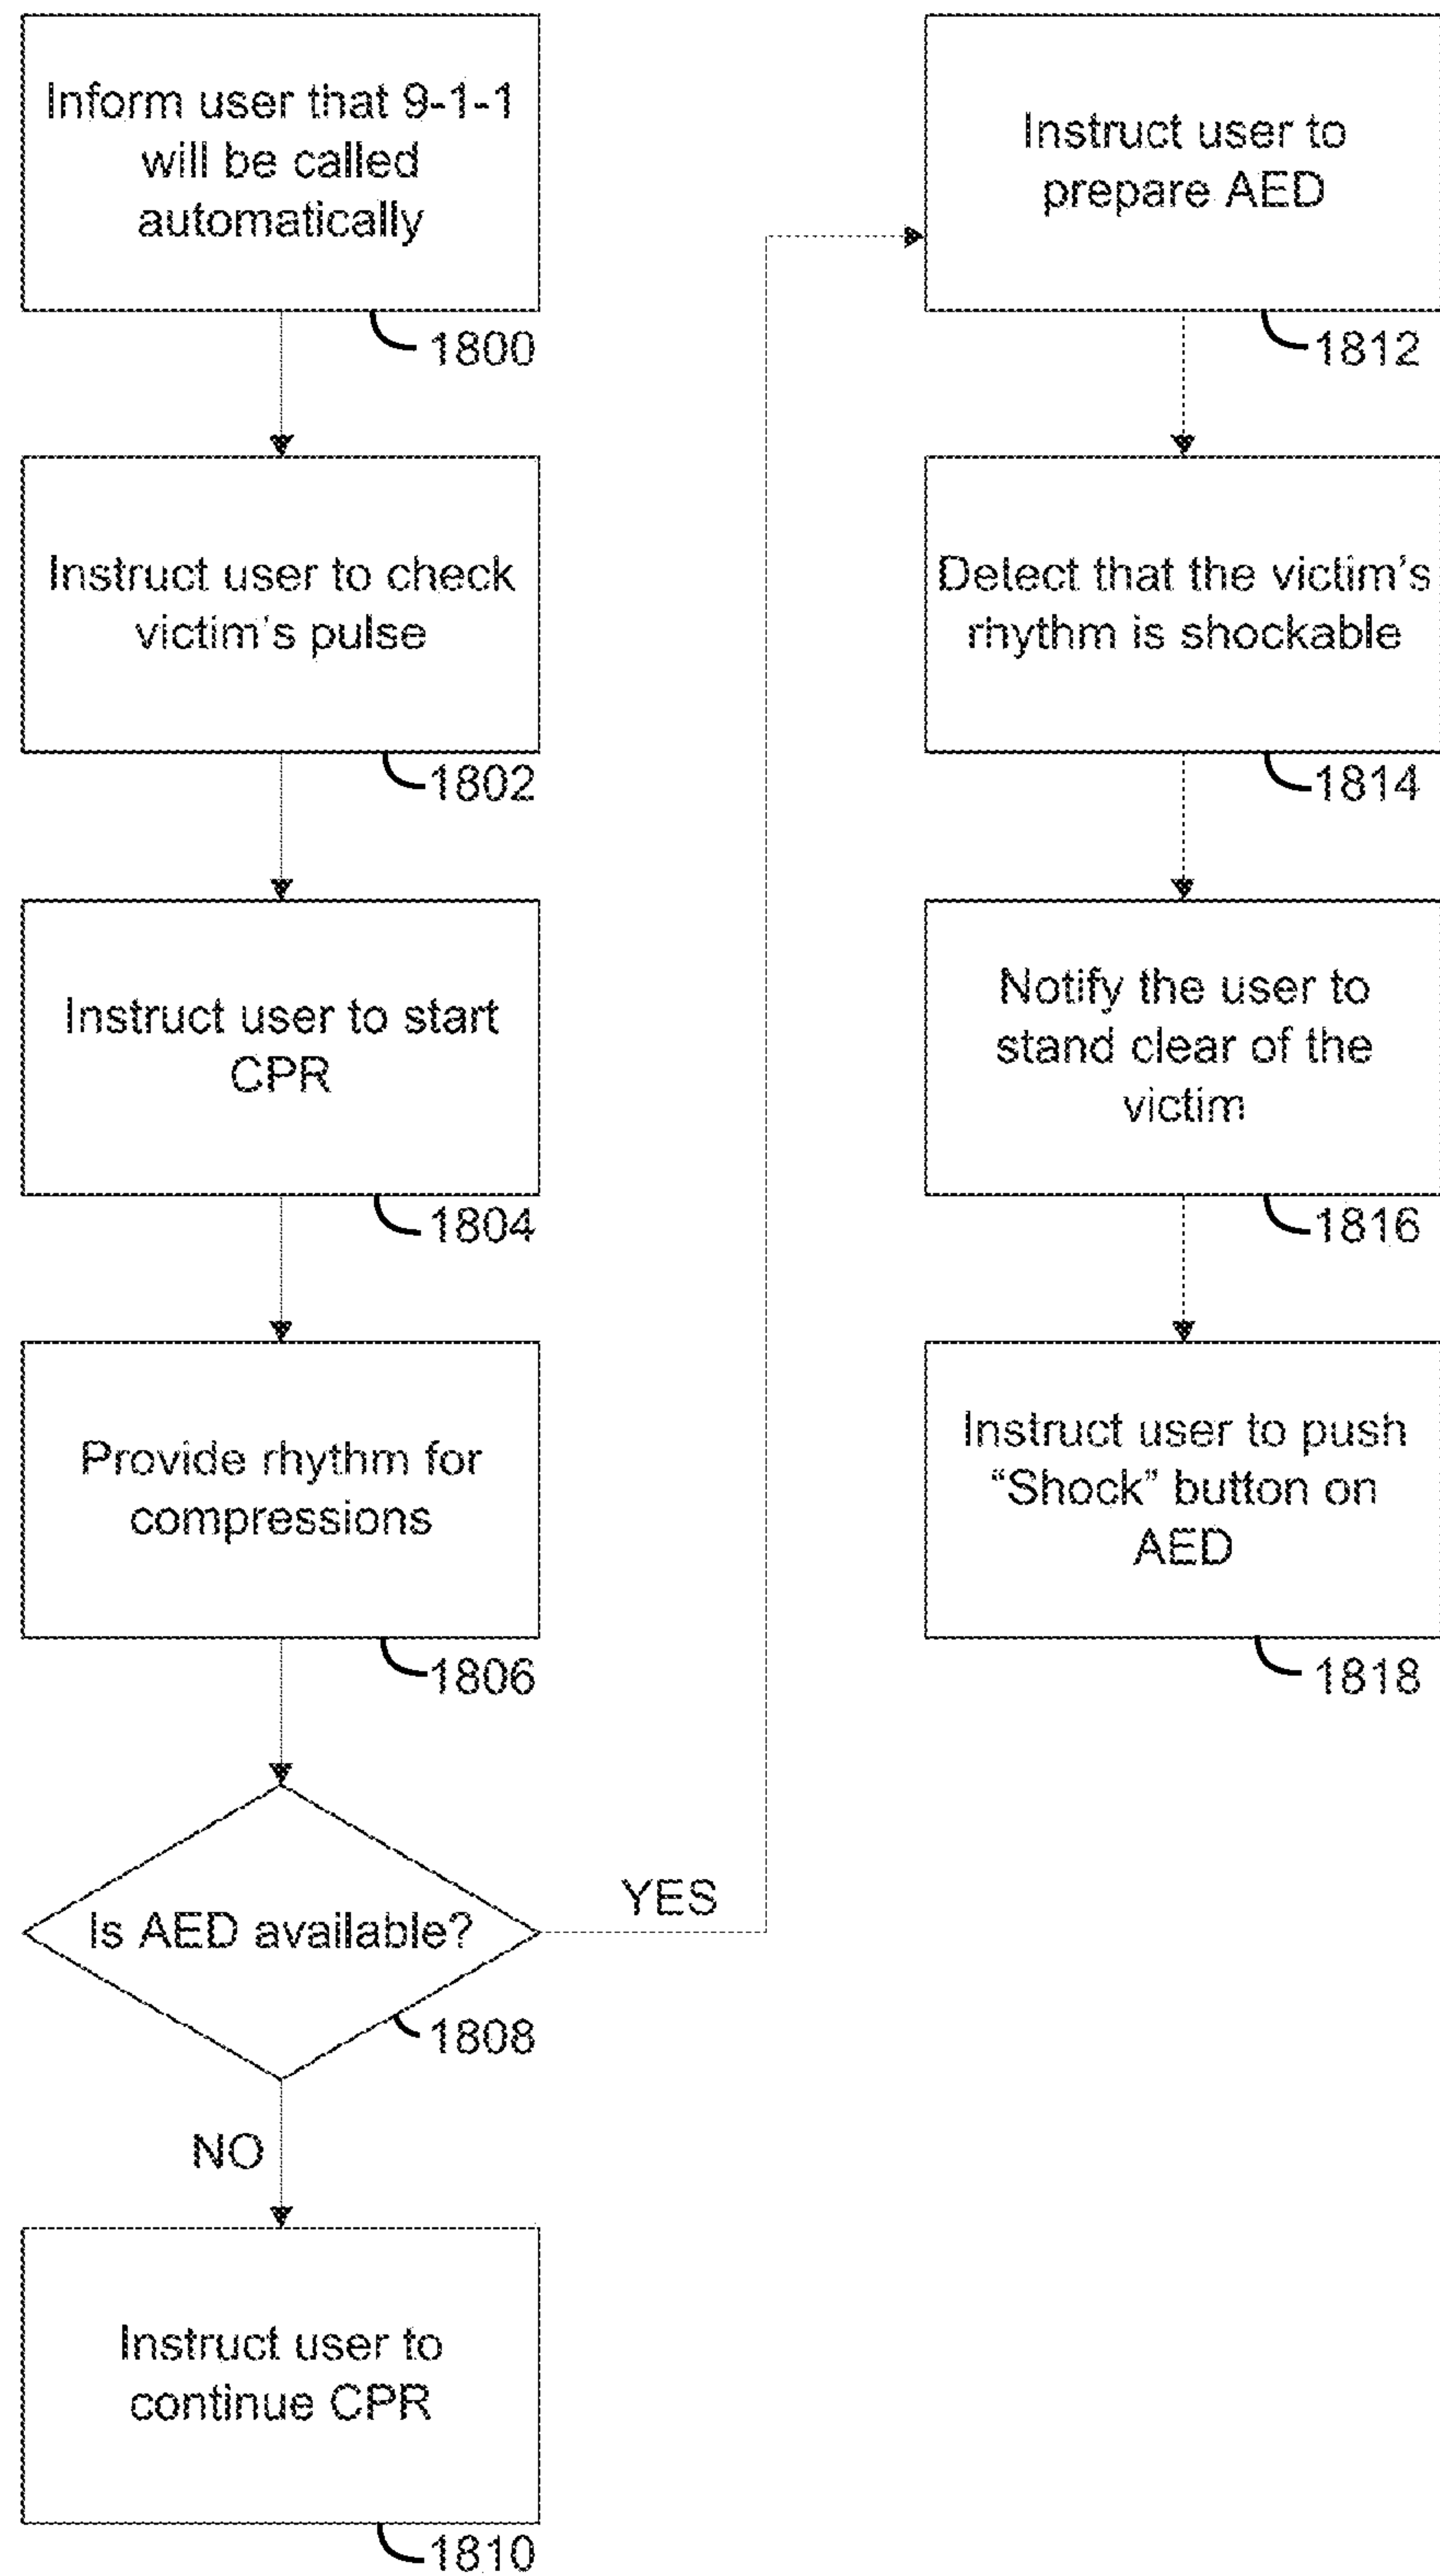 Inform user that 9-1-1
will be called
automatically
1800
Instruct user to check
victim's pulse
1802
Instruct user to start
CPR
1804
Provide rhythm for
compressions
1806
Is AED available?
YES
1808
NO
Instruct user to
continue CPR
1810
Instruct user to
prepare AED
1812
Detect that the victim's
rhythm is shockable
1814
Notify the user to
stand clear of the
victim
1816
Instruct user to push
“Shock” button on
AED
1818